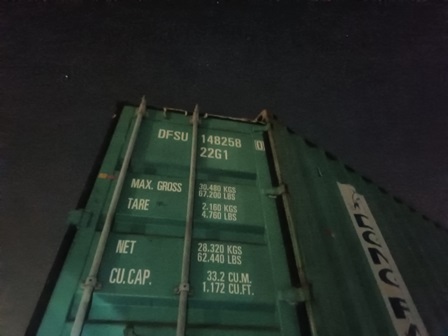 DFSU 148258 0
22G1
MAX. GROSS 30.480 KGS
67.200 LBS
TARE 2.160 KGS
4.760 LBS
NET 28.320 KGS
62.440 LBS
CU.CAP. 33.2 CU.M.
1.172 CU.FT.